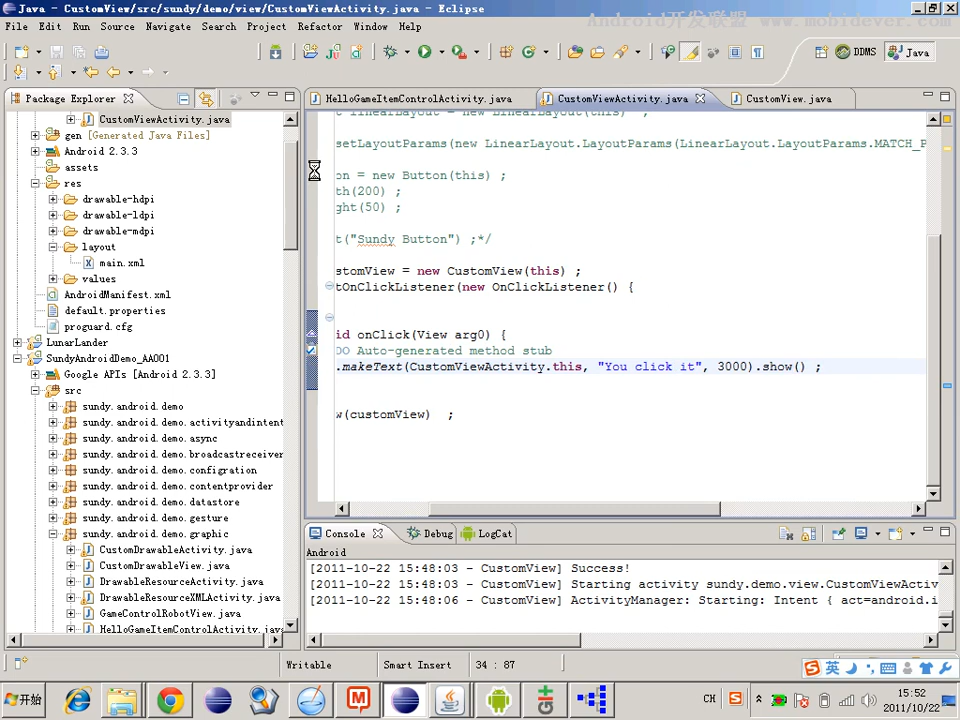 Java - CustomView/src/sundy/demo/view/CustomViewActivity.java - Eclipse
Android开发联盟 www.mobidever.com
File Edit Run Source Navigate Search Project Refactor Window Help
DDMS
Java
Package Explorer
CustomViewActivity.java
gen [Generated Java Files]
Android 2.3.3
assets
res
drawable-hdpi
drawable-ldpi
drawable-mdpi
layout
main.xml
values
AndroidManifest.xml
default.properties
proguard.cfg
LunarLander
SundyAndroidDemo_AA001
Google APIs [Android 2.3.3]
src
sundy.android.demo
sundy.android.demo.activityandintent
sundy.android.demo.async
sundy.android.demo.broadcastreceiver
sundy.android.demo.configration
sundy.android.demo.contentprovider
sundy.android.demo.datastore
sundy.android.demo.gesture
sundy.android.demo.graphic
CustomDrawableActivity.java
CustomDrawableView.java
DrawableResourceActivity.java
DrawableResourceXMLActivity.java
GameControlRobotView.java
HelloGameItemControlActivity.java
HelloGameItemControlActivity.java
CustomViewActivity.java
CustomView.java
t linearLayout = new LinearLayout(this) ;
setLayoutParams(new LinearLayout.LayoutParams(LinearLayout.LayoutParams.MATCH_P
on = new Button(this) ;
th(200) ;
ght(50) ;
t("Sundy Button") ;*/
stomView = new CustomView(this) ;
tOnClickListener(new OnClickListener() {
id onClick(View arg0) {
DO Auto-generated method stub
.makeText(CustomViewActivity.this, "You click it", 3000).show() ;
w(customView) ;
Console
Debug
LogCat
Android
[2011-10-22 15:48:03 - CustomView] Success!
[2011-10-22 15:48:03 - CustomView] Starting activity sundy.demo.view.CustomViewActiv
[2011-10-22 15:48:06 - CustomView] ActivityManager: Starting: Intent { act=android.i
Writable
Smart Insert
34 : 87
英
开始
CH
15:52
2011/10/22